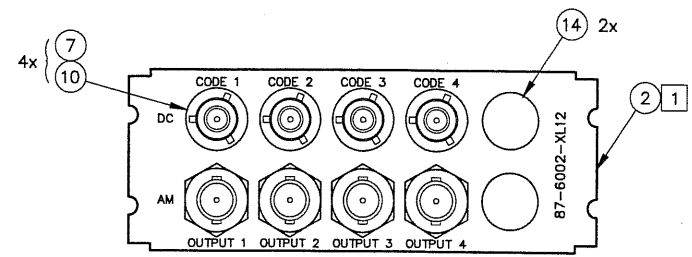 4x 7
10
14 2x
2 1
CODE 1 CODE 2 CODE 3 CODE 4
DC
AM
OUTPUT 1 OUTPUT 2 OUTPUT 3 OUTPUT 4
87-6002-XL12